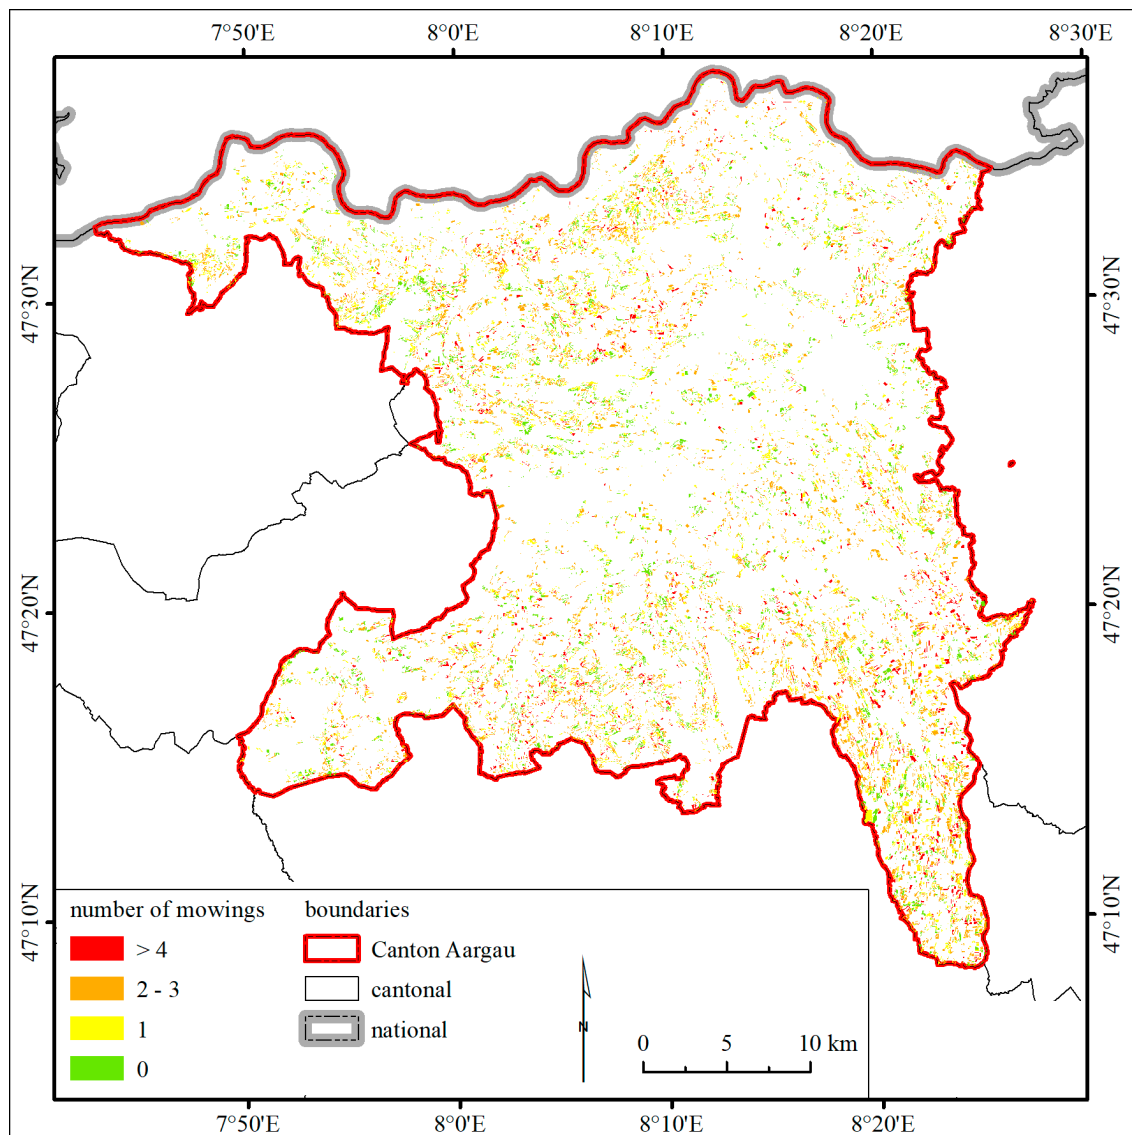 7°50'E 8°0'E 8°10'E 8°20'E 8°30'E
47°30'N 47°30'N
47°20'N 47°20'N
47°10'N 47°10'N
number of mowings
> 4
2 - 3
1
0
boundaries
Canton Aargau
cantonal
national
N
0 5 10 km
7°50'E 8°0'E 8°10'E 8°20'E